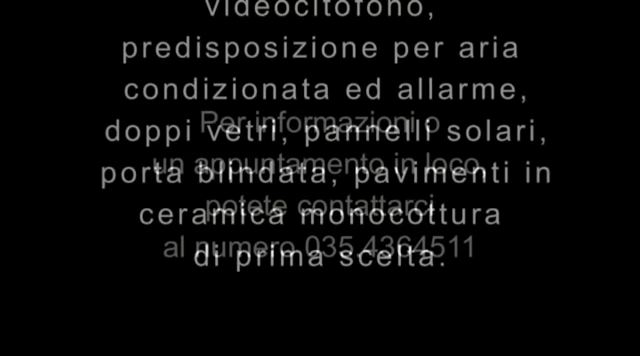 videocitofono,
predisposizione per aria
condizionata ed allarme,
doppi vetri, pannelli solari,
porta blindata, pavimenti in
ceramica monocottura
di prima scelta.
Per informazioni o
un appuntamento in loco,
potete contattarci
al numero 035.4364511